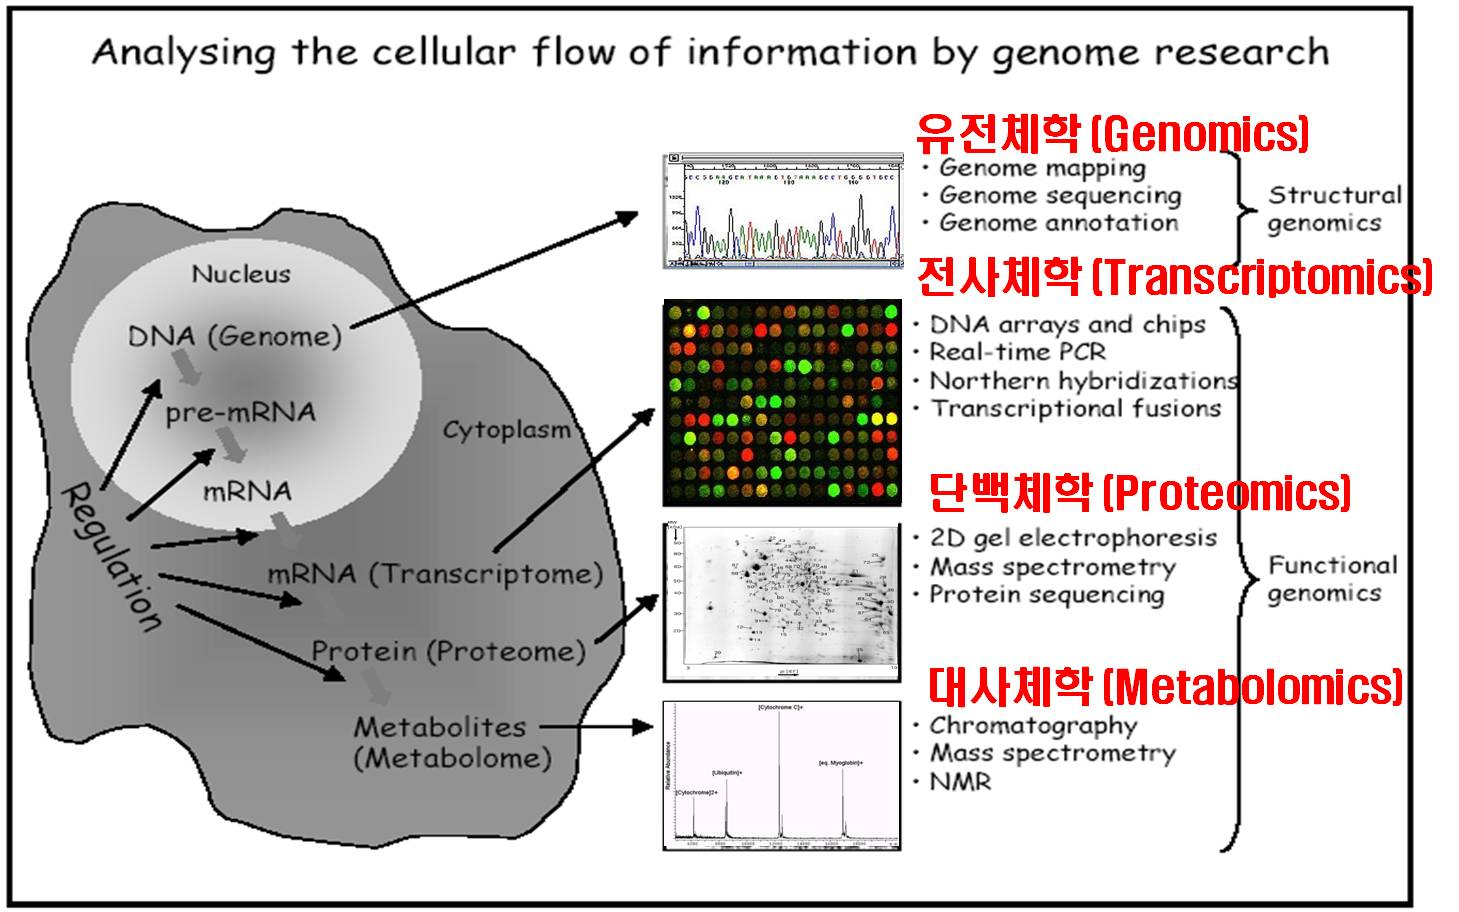 Analysing the cellular flow of information by genome research
유전체학 (Genomics)
• Genome mapping
• Genome sequencing
• Genome annotation
Structural
genomics
전사체학 (Transcriptomics)
• DNA arrays and chips
• Real-time PCR
• Northern hybridizations
• Transcriptional fusions
단백체학 (Proteomics)
• 2D gel electrophoresis
• Mass spectrometry
• Protein sequencing
Functional
genomics
대사체학 (Metabolomics)
• Chromatography
• Mass spectrometry
• NMR
Nucleus
DNA (Genome)
pre-mRNA
Cytoplasm
mRNA
Regulation
mRNA (Transcriptome)
Protein (Proteome)
Metabolites
(Metabolome)
[Cytochrome C]+
[Ubiquitin]+
[eq. Myoglobin]+
[Cytochrome]2+
Relative Abundance